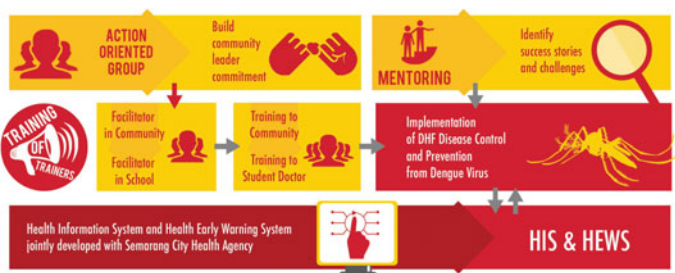 ACTION
ORIENTED
GROUP
Build
community
leader
commitment
MENTORING
Identify
success stories
and challenges
TRAINING
OF
TRAINERS
Facilitator
in Community
Facilitator
in School
Training to
Community
Training to
Student Doctor
Implementation
of DHF Disease Control
and Prevention
from Dengue Virus
Health Information System and Health Early Warning System
jointly developed with Semarang City Health Agency
HIS & HEWS